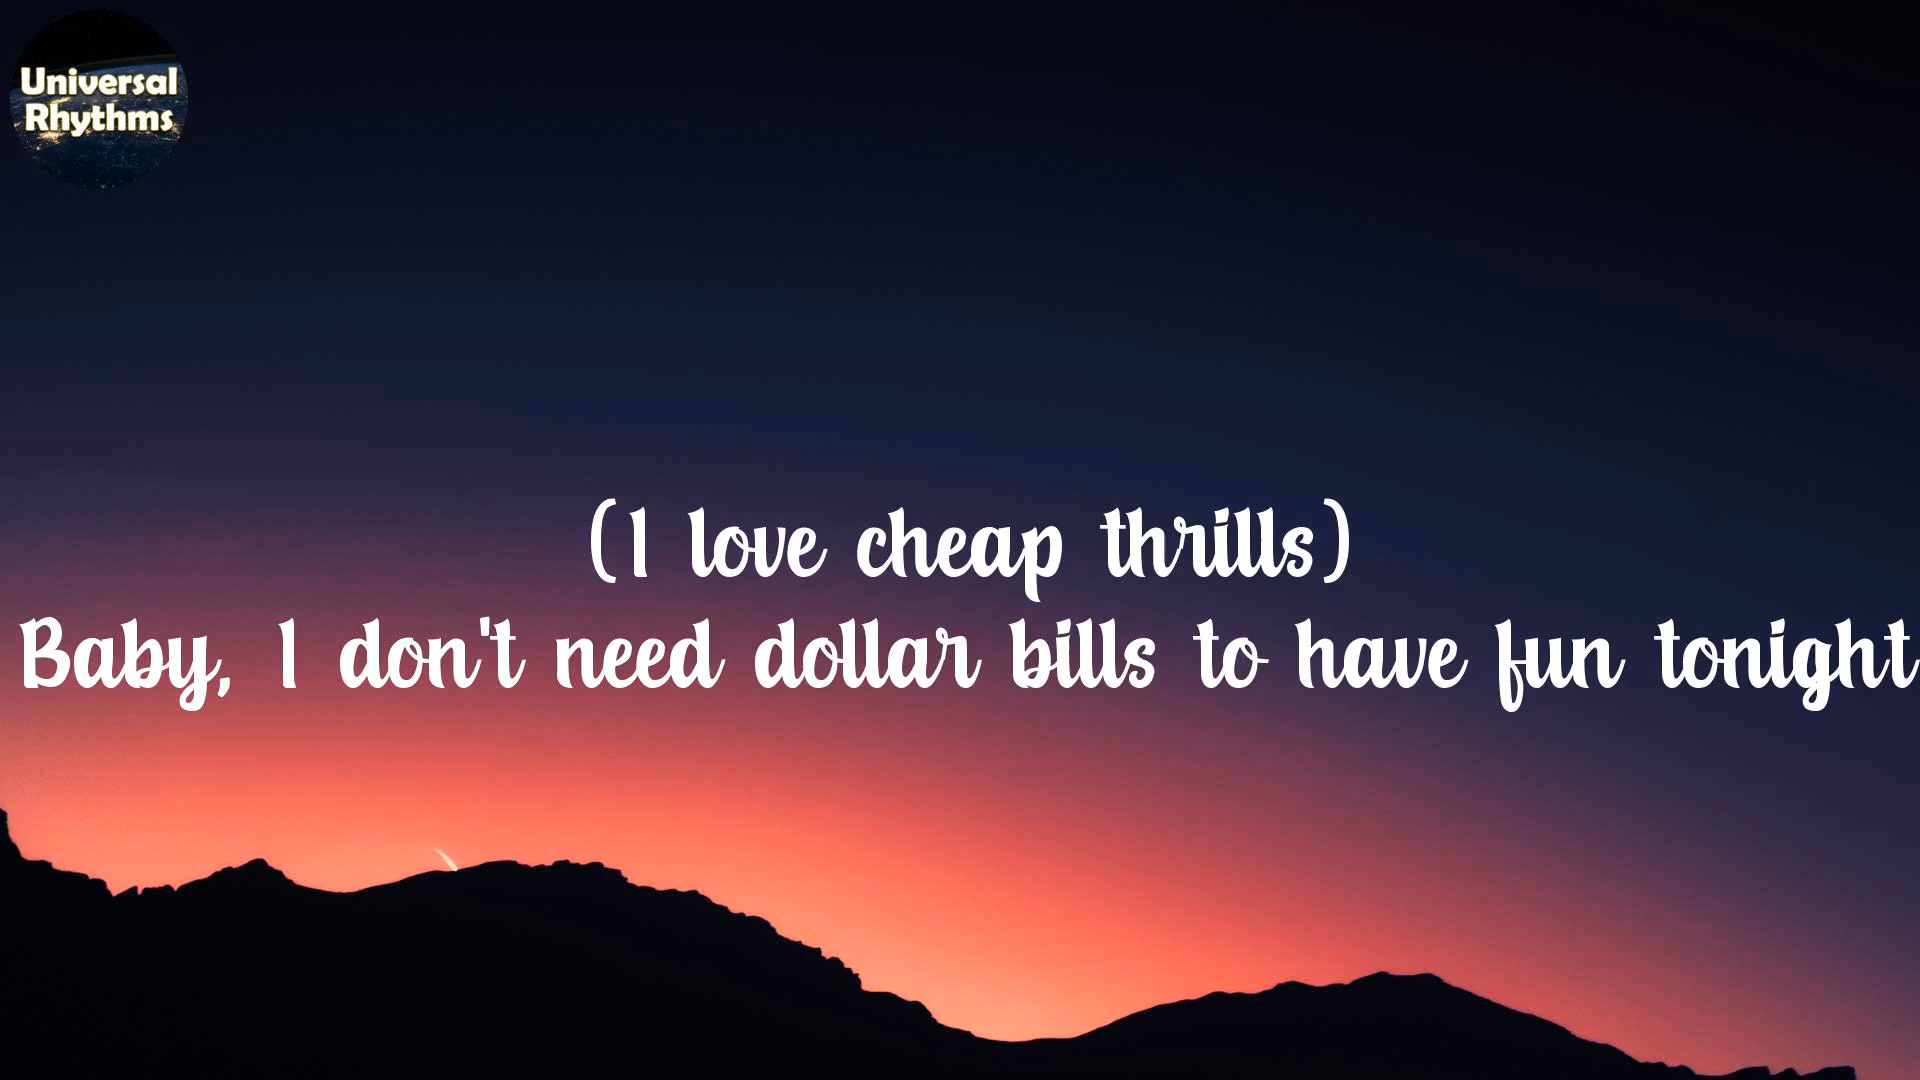 Universal
Rhythms
(I love cheap thrills)
Baby, I don't need dollar bills to have fun tonight